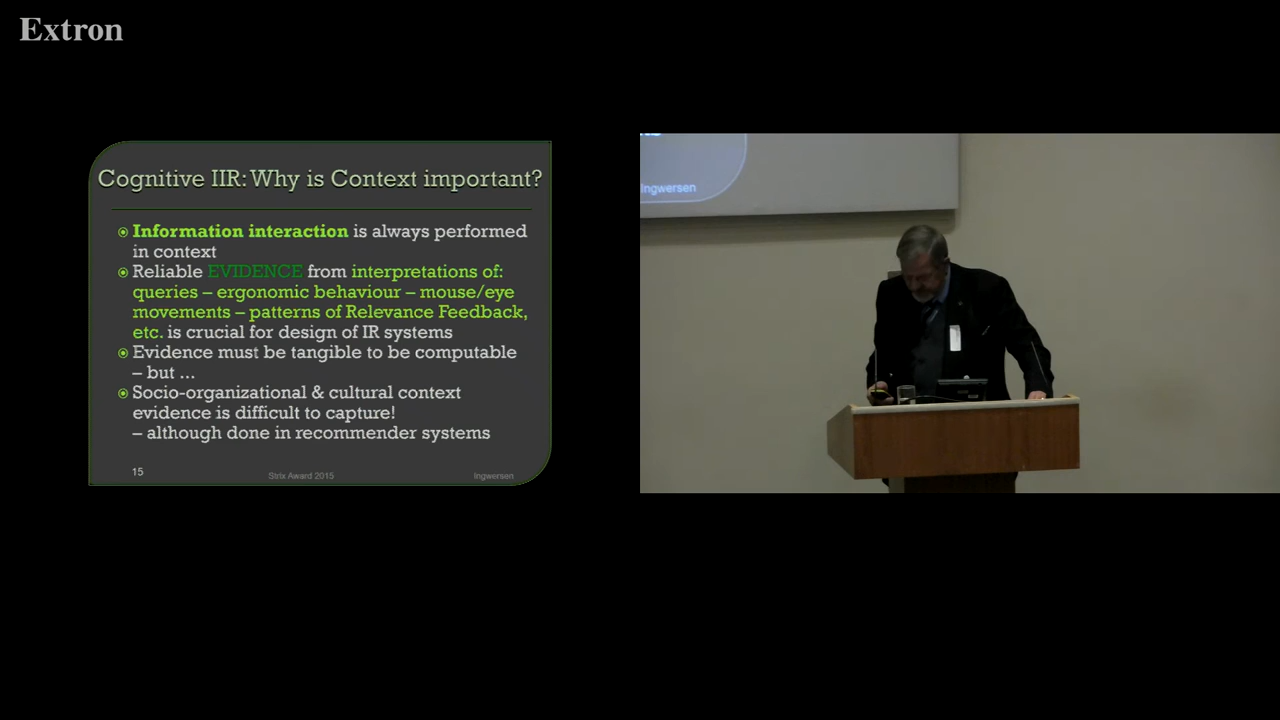 Extron
Cognitive IIR: Why is Context important?
Information interaction is always performed
in context
Reliable EVIDENCE from interpretations of:
queries – ergonomic behaviour – mouse/eye
movements – patterns of Relevance Feedback,
etc. is crucial for design of IR systems
Evidence must be tangible to be computable
– but ...
Socio-organizational & cultural context
evidence is difficult to capture!
– although done in recommender systems
15
Strix Award 2015
Ingwersen
Ingwersen